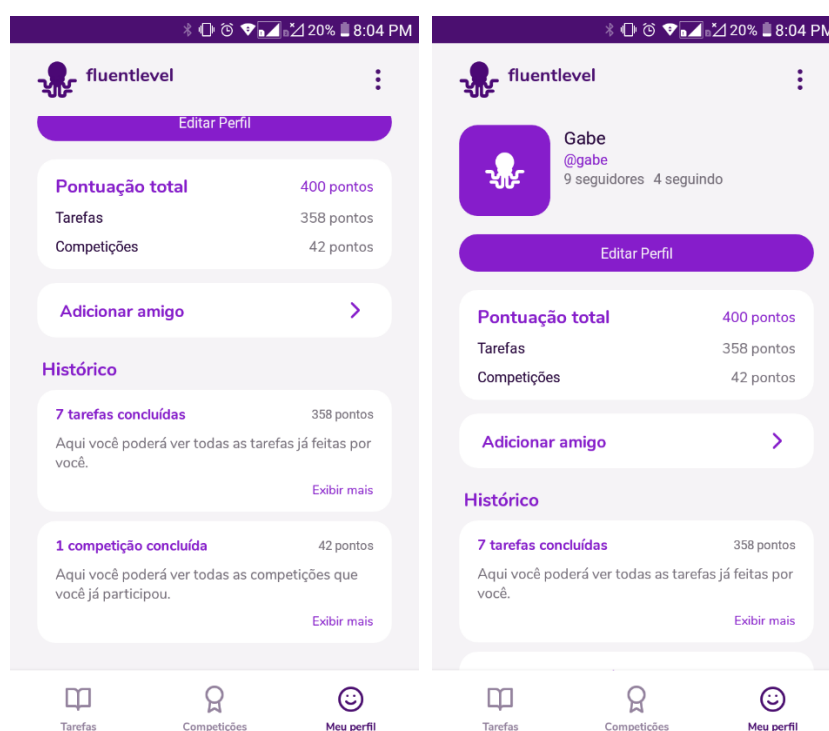 20% 8:04 PM
fluentlevel
Editar Perfil
Pontuação total 400 pontos
Tarefas 358 pontos
Competições 42 pontos
Adicionar amigo
Histórico
7 tarefas concluídas 358 pontos
Aqui você poderá ver todas as tarefas já feitas por
você.
Exibir mais
1 competição concluída 42 pontos
Aqui você poderá ver todas as competições que
você já participou.
Exibir mais
Tarefas Competições Meu perfil
20% 8:04 PM
fluentlevel
Gabe
@gabe
9 seguidores 4 seguindo
Editar Perfil
Pontuação total 400 pontos
Tarefas 358 pontos
Competições 42 pontos
Adicionar amigo
Histórico
7 tarefas concluídas 358 pontos
Aqui você poderá ver todas as tarefas já feitas por
você.
Exibir mais
Tarefas Competições Meu perfil